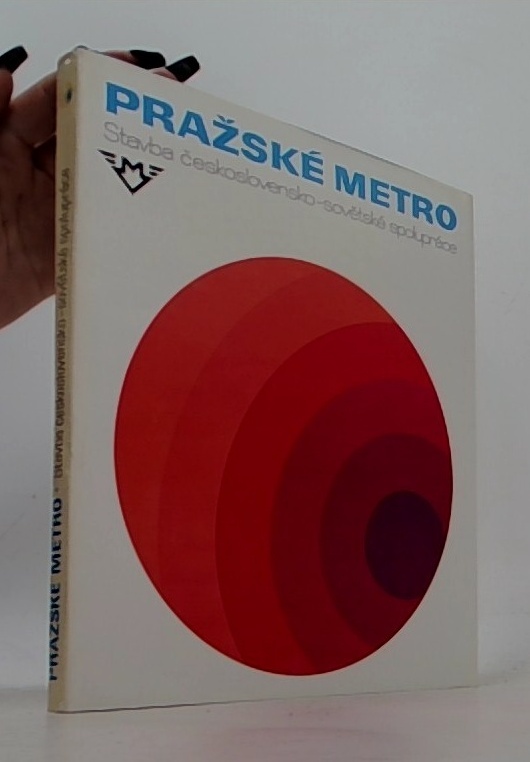 PRAŽSKÉ METRO
Stavba československo-sovětské spolupráce
PRAŽSKÉ METRO · Stavba československo-sovětské spolupráce